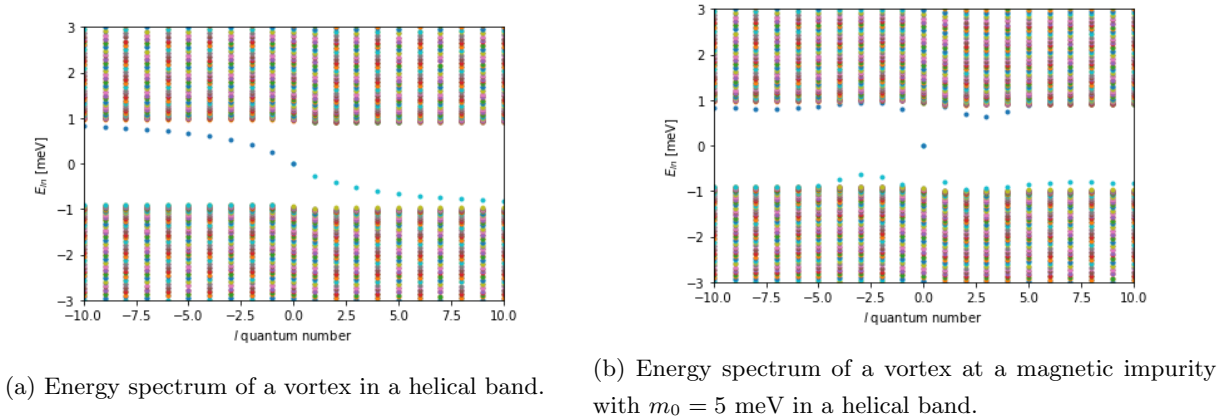 3
2
1
0
−1
−2
−3
E_{ln} [meV]
−10.0 −7.5 −5.0 −2.5 0.0 2.5 5.0 7.5 10.0
l quantum number
(a) Energy spectrum of a vortex in a helical band.
3
2
1
0
−1
−2
−3
E_{ln} [meV]
−10.0 −7.5 −5.0 −2.5 0.0 2.5 5.0 7.5 10.0
l quantum number
(b) Energy spectrum of a vortex at a magnetic impurity
with m₀ = 5 meV in a helical band.